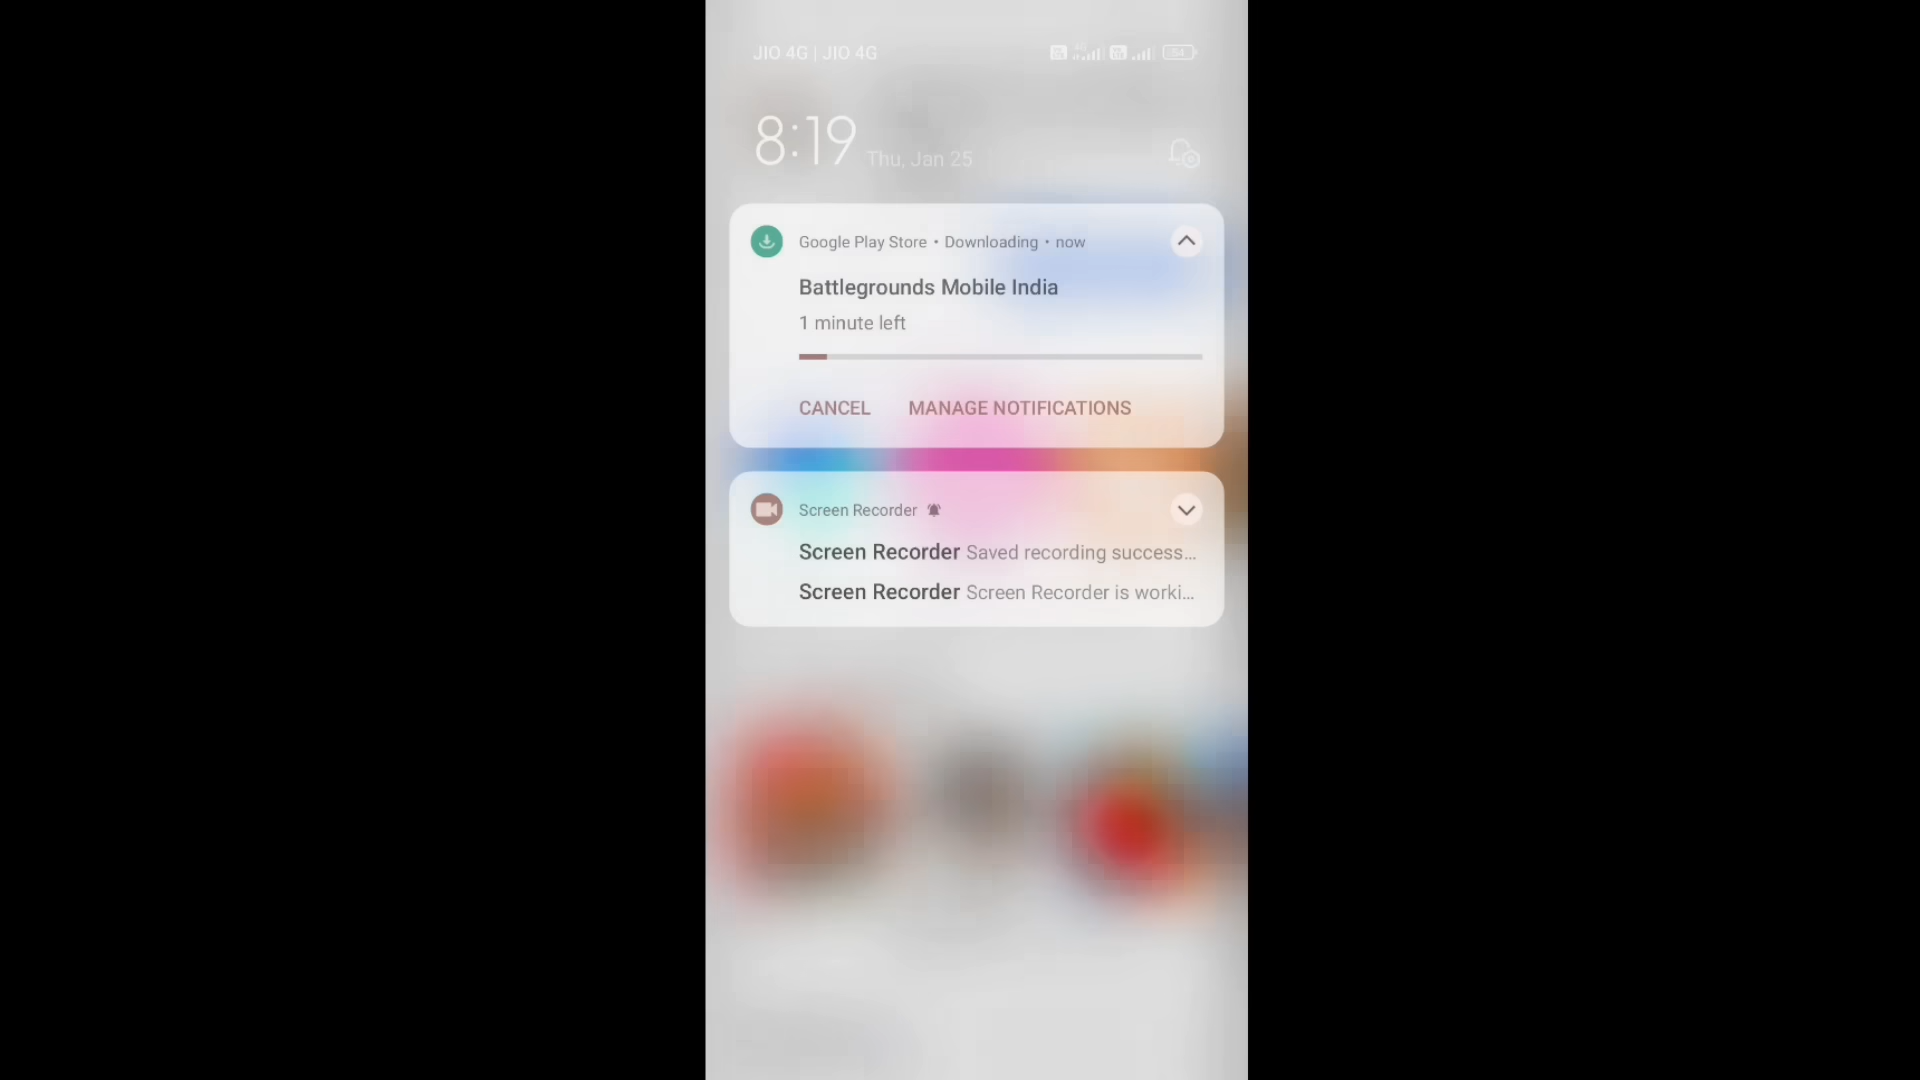 JIO 4G | JIO 4G
54
8:19 Thu, Jan 25
Google Play Store • Downloading • now
Battlegrounds Mobile India
1 minute left
CANCEL MANAGE NOTIFICATIONS
Screen Recorder
Screen Recorder Saved recording success...
Screen Recorder Screen Recorder is worki...